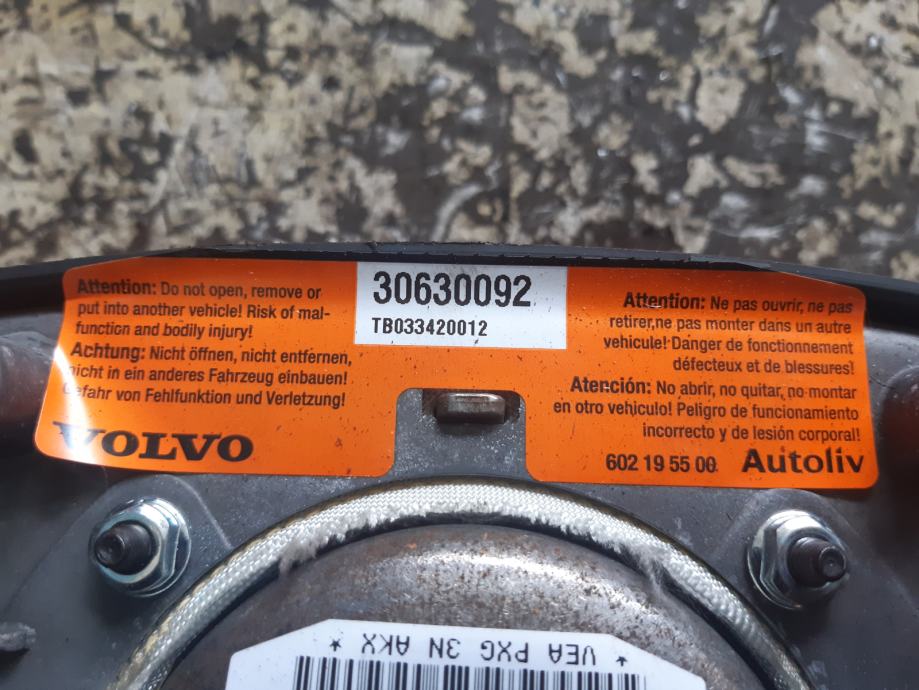 30630092
TB033420012
Attention: Do not open, remove or
put into another vehicle! Risk of mal-
function and bodily injury!
Achtung: Nicht öffnen, nicht entfernen,
nicht in ein anderes Fahrzeug einbauen!
Gefahr von Fehlfunktion und Verletzung!
VOLVO
Attention: Ne pas ouvrir, ne pas
retirer,ne pas monter dans un autre
vehicule! Danger de fonctionnement
défecteux et de blessures!
Atención: No abrir, no quitar, no montar
en otro vehiculo! Peligro de funcionamiento
incorrecto y de lesión corporal!
602 19 55 00 Autoliv
* VEA PXG 3N AKX *